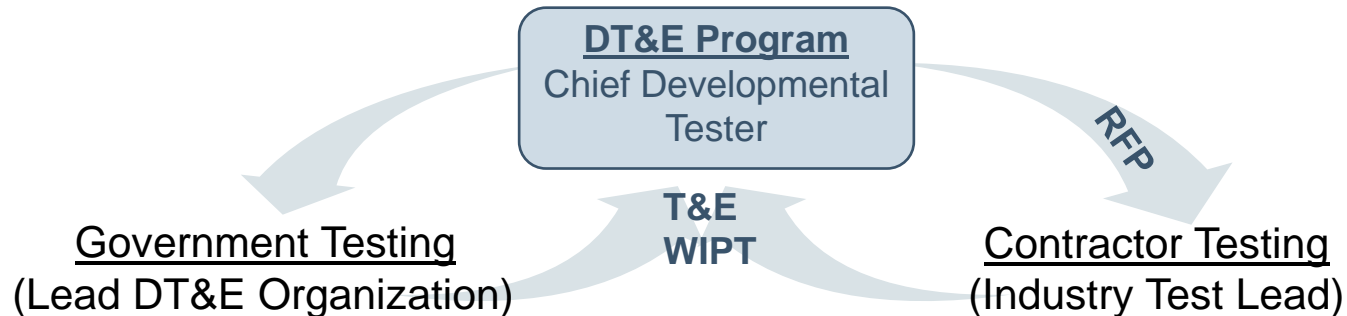 DT&E Program
Chief Developmental
Tester
RFP
T&E
WIPT
Government Testing
(Lead DT&E Organization)
Contractor Testing
(Industry Test Lead)